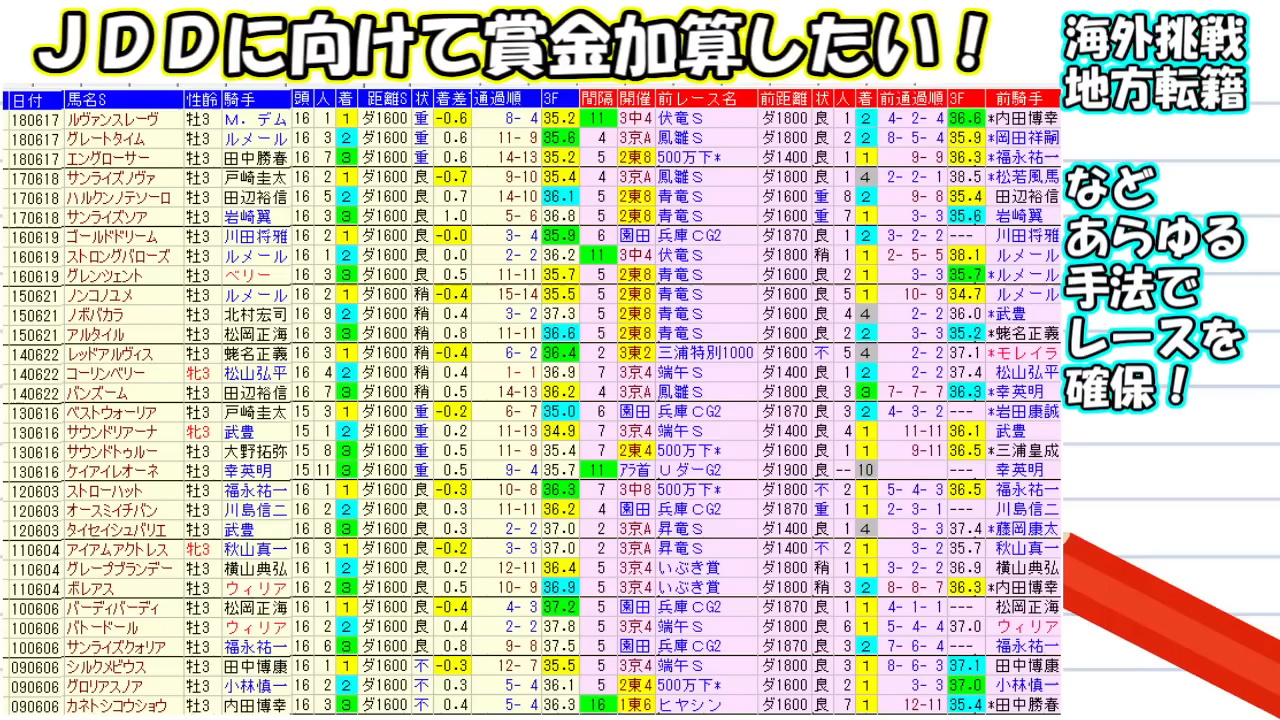 ＪＤＤに向けて賞金加算したい！
海外挑戦
地方転籍
など
あらゆる
手法で
レースを
確保！
日付 馬名S 性齢 騎手 頭 人 着 距離S 状 着差 通過順 3F 間隔 開催 前レース名 前距離 状 人 着 前通過順 3F 前騎手
180617 ルヴァンスレーヴ 牡3 M．デム 16 1 1 ダ1600 重 -0.6 8- 4 35.2 11 3中4 伏竜Ｓ ダ1800 良 1 2 4- 2- 4 36.6 *内田博幸
180617 グレートタイム 牡3 ルメール 16 3 2 ダ1600 重 0.6 11- 9 35.6 4 3京A 鳳雛Ｓ ダ1800 良 2 2 8- 5- 4 35.9 *岡田祥嗣
180617 エングローサー 牡3 田中勝春 16 7 3 ダ1600 重 0.6 14-13 35.2 5 2東8 500万下* ダ1400 良 1 1 9- 9 36.3 *福永祐一
170618 サンライズノヴァ 牡3 戸崎圭太 16 2 1 ダ1600 良 -0.7 9-10 35.4 4 3京A 鳳雛Ｓ ダ1800 良 1 4 2- 2- 1 38.5 *松若風馬
170618 ハルクンノテソーロ 牡3 田辺裕信 16 5 2 ダ1600 良 0.7 14-10 36.1 5 2東8 青竜Ｓ ダ1600 重 8 2 9- 8 35.4 田辺裕信
170618 サンライズソア 牡3 岩崎翼 16 3 3 ダ1600 良 1.0 5- 6 36.8 5 2東8 青竜Ｓ ダ1600 重 7 1 3- 3 35.6 岩崎翼
160619 ゴールドドリーム 牡3 川田将雅 16 2 1 ダ1600 良 -0.0 3- 4 35.9 6 園田 兵庫CG2 ダ1870 良 1 2 3- 2- 2 --- 川田将雅
160619 ストロングバローズ 牡3 ルメール 16 1 2 ダ1600 良 0.0 2- 2 36.2 11 3中4 伏竜Ｓ ダ1800 稍 1 1 2- 5- 5 38.1 ルメール
160619 グレンツェント 牡3 ベリー 16 3 3 ダ1600 良 0.5 11-11 35.7 5 2東8 青竜Ｓ ダ1600 良 2 1 3- 3 35.7 *ルメール
150621 ノンコノユメ 牡3 ルメール 16 2 1 ダ1600 稍 -0.4 15-14 35.5 5 2東8 青竜Ｓ ダ1600 良 5 1 10- 9 34.7 ルメール
150621 ノボバカラ 牡3 北村宏司 16 9 2 ダ1600 稍 0.4 3- 2 37.3 5 2東8 青竜Ｓ ダ1600 良 4 4 2- 2 36.0 *武豊
150621 アルタイル 牡3 松岡正海 16 4 3 ダ1600 稍 0.8 11-11 36.6 5 2東8 青竜Ｓ ダ1600 良 2 2 3- 3 35.2 *蛯名正義
140622 レッドアルヴィス 牡3 蛯名正義 16 3 1 ダ1600 稍 -0.4 6- 2 36.4 2 3東2 三浦特別1000 ダ1600 不 5 4 2- 2 37.1 *モレイラ
140622 コーリンベリー 牝3 松山弘平 16 4 2 ダ1600 稍 0.4 1- 1 36.9 7 3京4 端午Ｓ ダ1400 良 4 2 2- 2 37.4 松山弘平
140622 バンズーム 牡3 田辺裕信 16 6 3 ダ1600 稍 0.5 14-13 36.2 4 3京A 鳳雛Ｓ ダ1800 良 3 3 7- 7- 7 36.3 *幸英明
130616 ベストウォーリア 牡3 戸崎圭太 15 3 1 ダ1600 重 -0.2 6- 7 35.0 6 園田 兵庫CG2 ダ1870 良 3 2 4- 3- 2 --- *岩田康誠
130616 サウンドリアーナ 牝3 武豊 15 1 2 ダ1600 重 0.2 11-13 34.9 7 3京4 端午Ｓ ダ1400 良 4 1 11-11 36.1 武豊
130616 サウンドトゥルー 牡3 大野拓弥 15 8 3 ダ1600 重 0.5 11- 9 35.4 7 2東4 500万下* ダ1600 良 1 1 9-11 36.5 *三浦皇成
130616 ケイアイレオーネ 牡3 幸英明 15 11 3 ダ1600 重 0.5 9- 4 35.7 11 ｱﾗ首 ＵダーG2 ダ1900 良 -- 10 --- 幸英明
120603 ストローハット 牡3 福永祐一 16 1 1 ダ1600 良 -0.3 10- 8 36.3 7 3中8 500万下* ダ1800 不 2 1 5- 4- 3 36.5 福永祐一
120603 オースミイチバン 牡3 川島信二 16 2 2 ダ1600 良 0.3 11-11 36.2 4 園田 兵庫CG2 ダ1870 重 1 1 2- 3- 1 --- 川島信二
120603 タイセイシュバリエ 牡3 武豊 16 8 3 ダ1600 良 0.3 2- 2 37.0 2 3京A 昇竜Ｓ ダ1400 良 1 4 3- 3 37.4 *藤岡康太
110604 アイアムアクトレス 牝3 秋山真一 16 3 1 ダ1600 良 -0.2 3- 3 37.0 2 3京A 昇竜Ｓ ダ1400 不 2 1 3- 3 35.7 秋山真一
110604 グレープブランデー 牡3 横山典弘 16 1 2 ダ1600 良 0.2 12-11 36.4 5 3京4 いぶき賞 ダ1800 稍 2 1 3- 2- 2 36.9 横山典弘
110604 ボレアス 牡3 ウィリア 16 2 3 ダ1600 良 0.5 10- 9 36.9 5 3京4 いぶき賞 ダ1800 稍 3 2 8- 8- 7 36.3 *内田博幸
100606 バーディバーディ 牡3 松岡正海 16 1 1 ダ1600 良 -0.4 4- 3 37.2 5 園田 兵庫CG2 ダ1870 良 1 1 4- 1- 1 --- 松岡正海
100606 バトードール 牡3 ウィリア 16 2 2 ダ1600 良 0.4 2- 2 37.8 5 3京4 端午Ｓ ダ1800 良 6 1 5- 4- 4 37.0 ウィリア
100606 サンライズクォリア 牡3 福永祐一 16 6 3 ダ1600 良 0.8 9- 8 37.5 5 園田 兵庫CG2 ダ1870 良 3 2 7- 6- 4 --- 福永祐一
090606 シルクメビウス 牡3 田中博康 16 1 1 ダ1600 不 -0.3 12- 7 35.5 5 3京4 端午Ｓ ダ1800 良 3 1 8- 6- 3 37.1 田中博康
090606 グロリアスノア 牡3 小林慎一 16 2 2 ダ1600 不 0.3 5- 4 36.1 5 2東4 500万下* ダ1600 良 2 1 3- 3 37.0 小林慎一
090606 カネトシコウショウ 牡3 内田博幸 16 3 3 ダ1600 不 0.4 5- 4 36.3 16 1東6 ヒヤシン ダ1600 良 7 1 12-11 35.4 *田中勝春